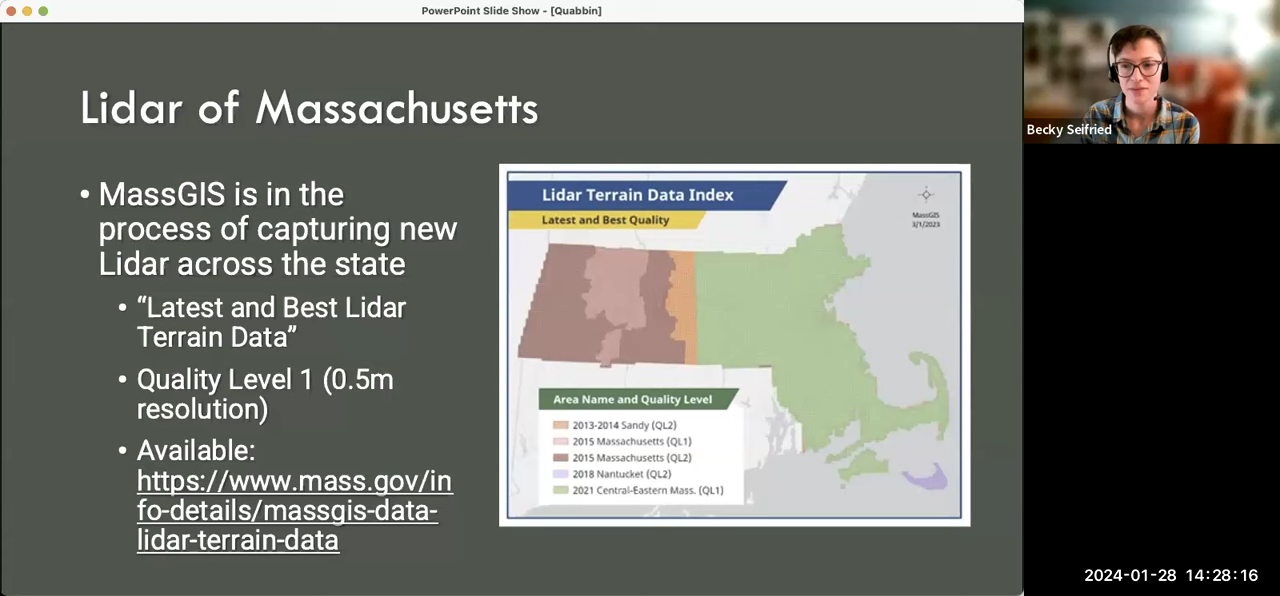 PowerPoint Slide Show - [Quabbin]
Lidar of Massachusetts
• MassGIS is in the
process of capturing new
Lidar across the state
• “Latest and Best Lidar
Terrain Data”
• Quality Level 1 (0.5m
resolution)
• Available:
https://www.mass.gov/in
fo-details/massgis-data-
lidar-terrain-data
Lidar Terrain Data Index
Latest and Best Quality
MassGIS
3/1/2023
Area Name and Quality Level
2013-2014 Sandy (QL2)
2015 Massachusetts (QL1)
2015 Massachusetts (QL2)
2018 Nantucket (QL2)
2021 Central-Eastern Mass. (QL1)
Becky Seifried
2024-01-28 14:28:16